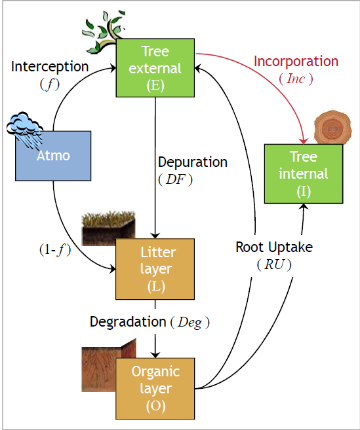 Tree
external
(E)
Interception
(f)
Incorporation
(Inc)
Atmo
Tree
internal
(I)
Depuration
(DF)
(1-f)
Litter
layer
(L)
Root Uptake
(RU)
Degradation (Deg)
Organic
layer
(O)